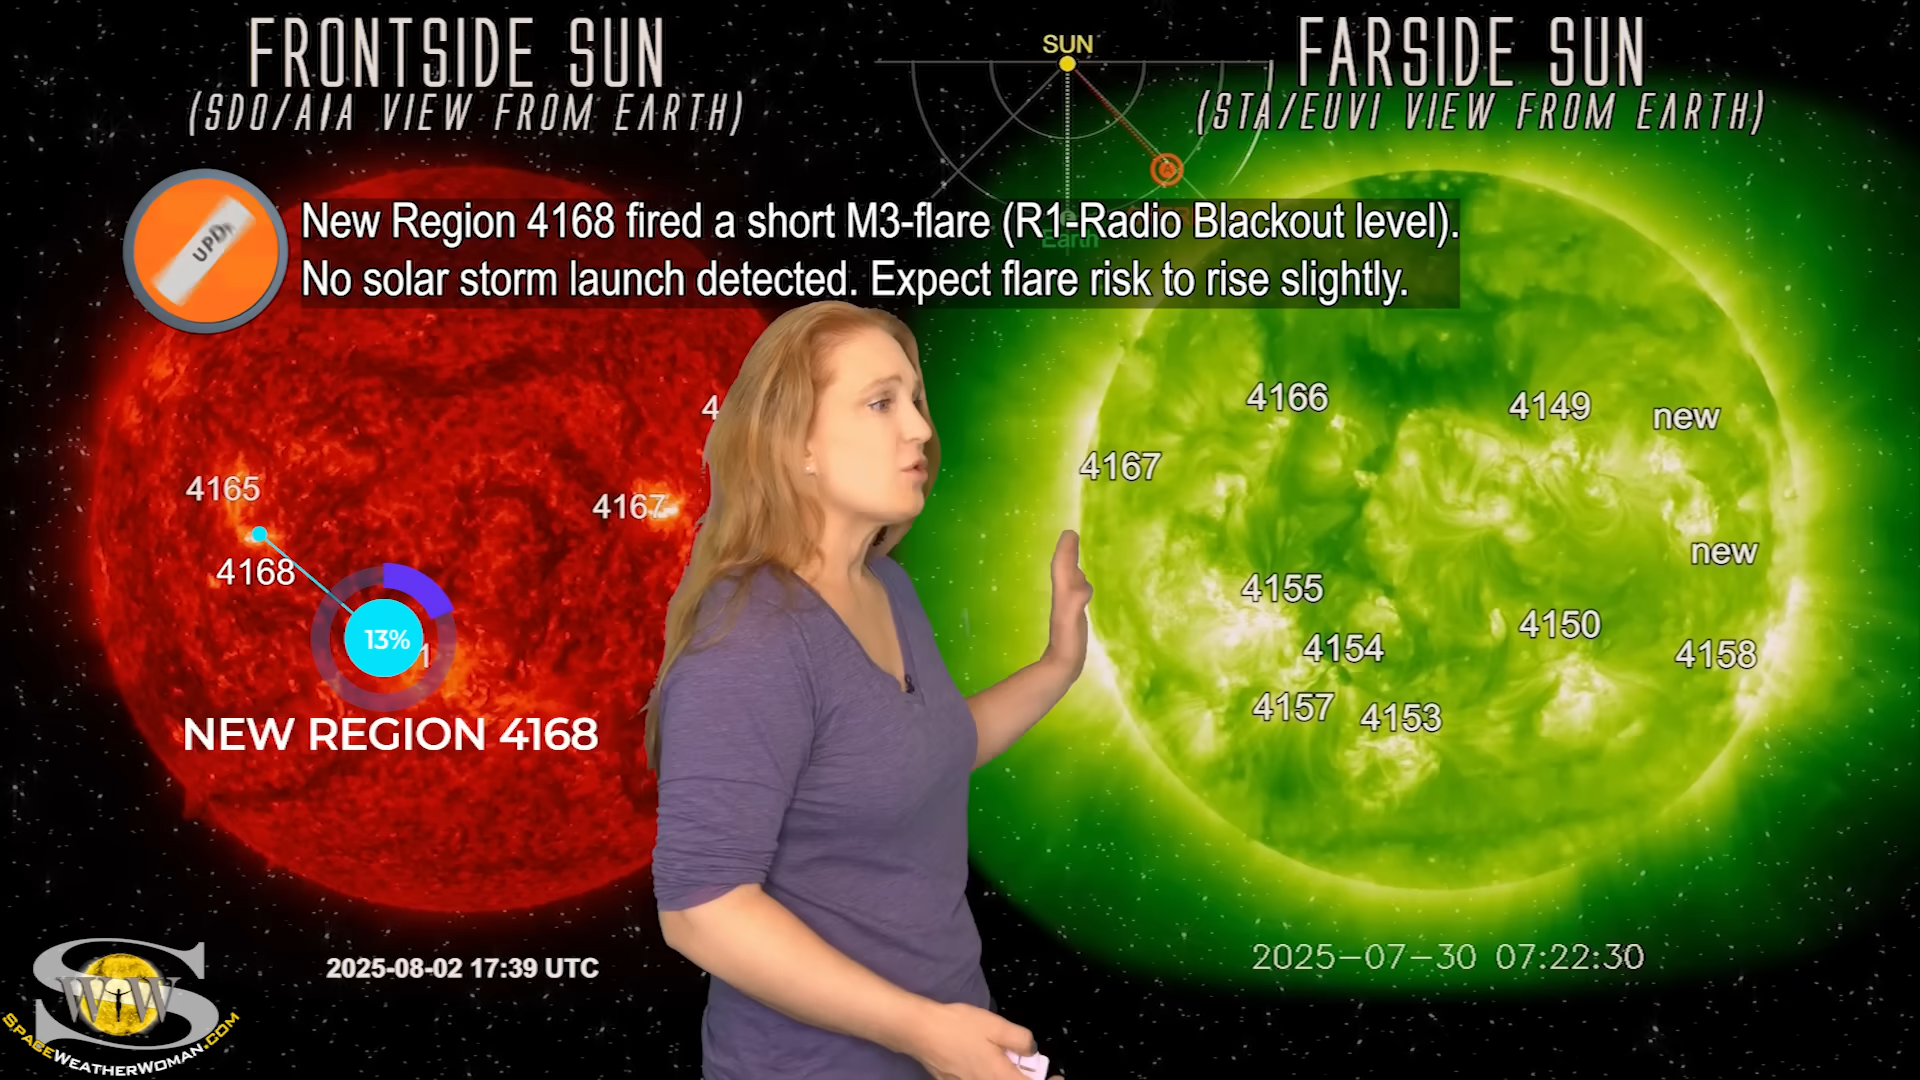 FRONTSIDE SUN
(SDO/AIA VIEW FROM EARTH)
SUN
FARSIDE SUN
(STA/EUVI VIEW FROM EARTH)
New Region 4168 fired a short M3-flare (R1-Radio Blackout level).
No solar storm launch detected. Expect flare risk to rise slightly.
Earth
4166
4149
new
4167
4165
4167
4168
new
4155
4150
4154
4158
13%
1
4157
4153
NEW REGION 4168
2025-08-02 17:39 UTC
2025-07-30 07:22:30
SWW
SPACEWEATHERWOMAN.COM